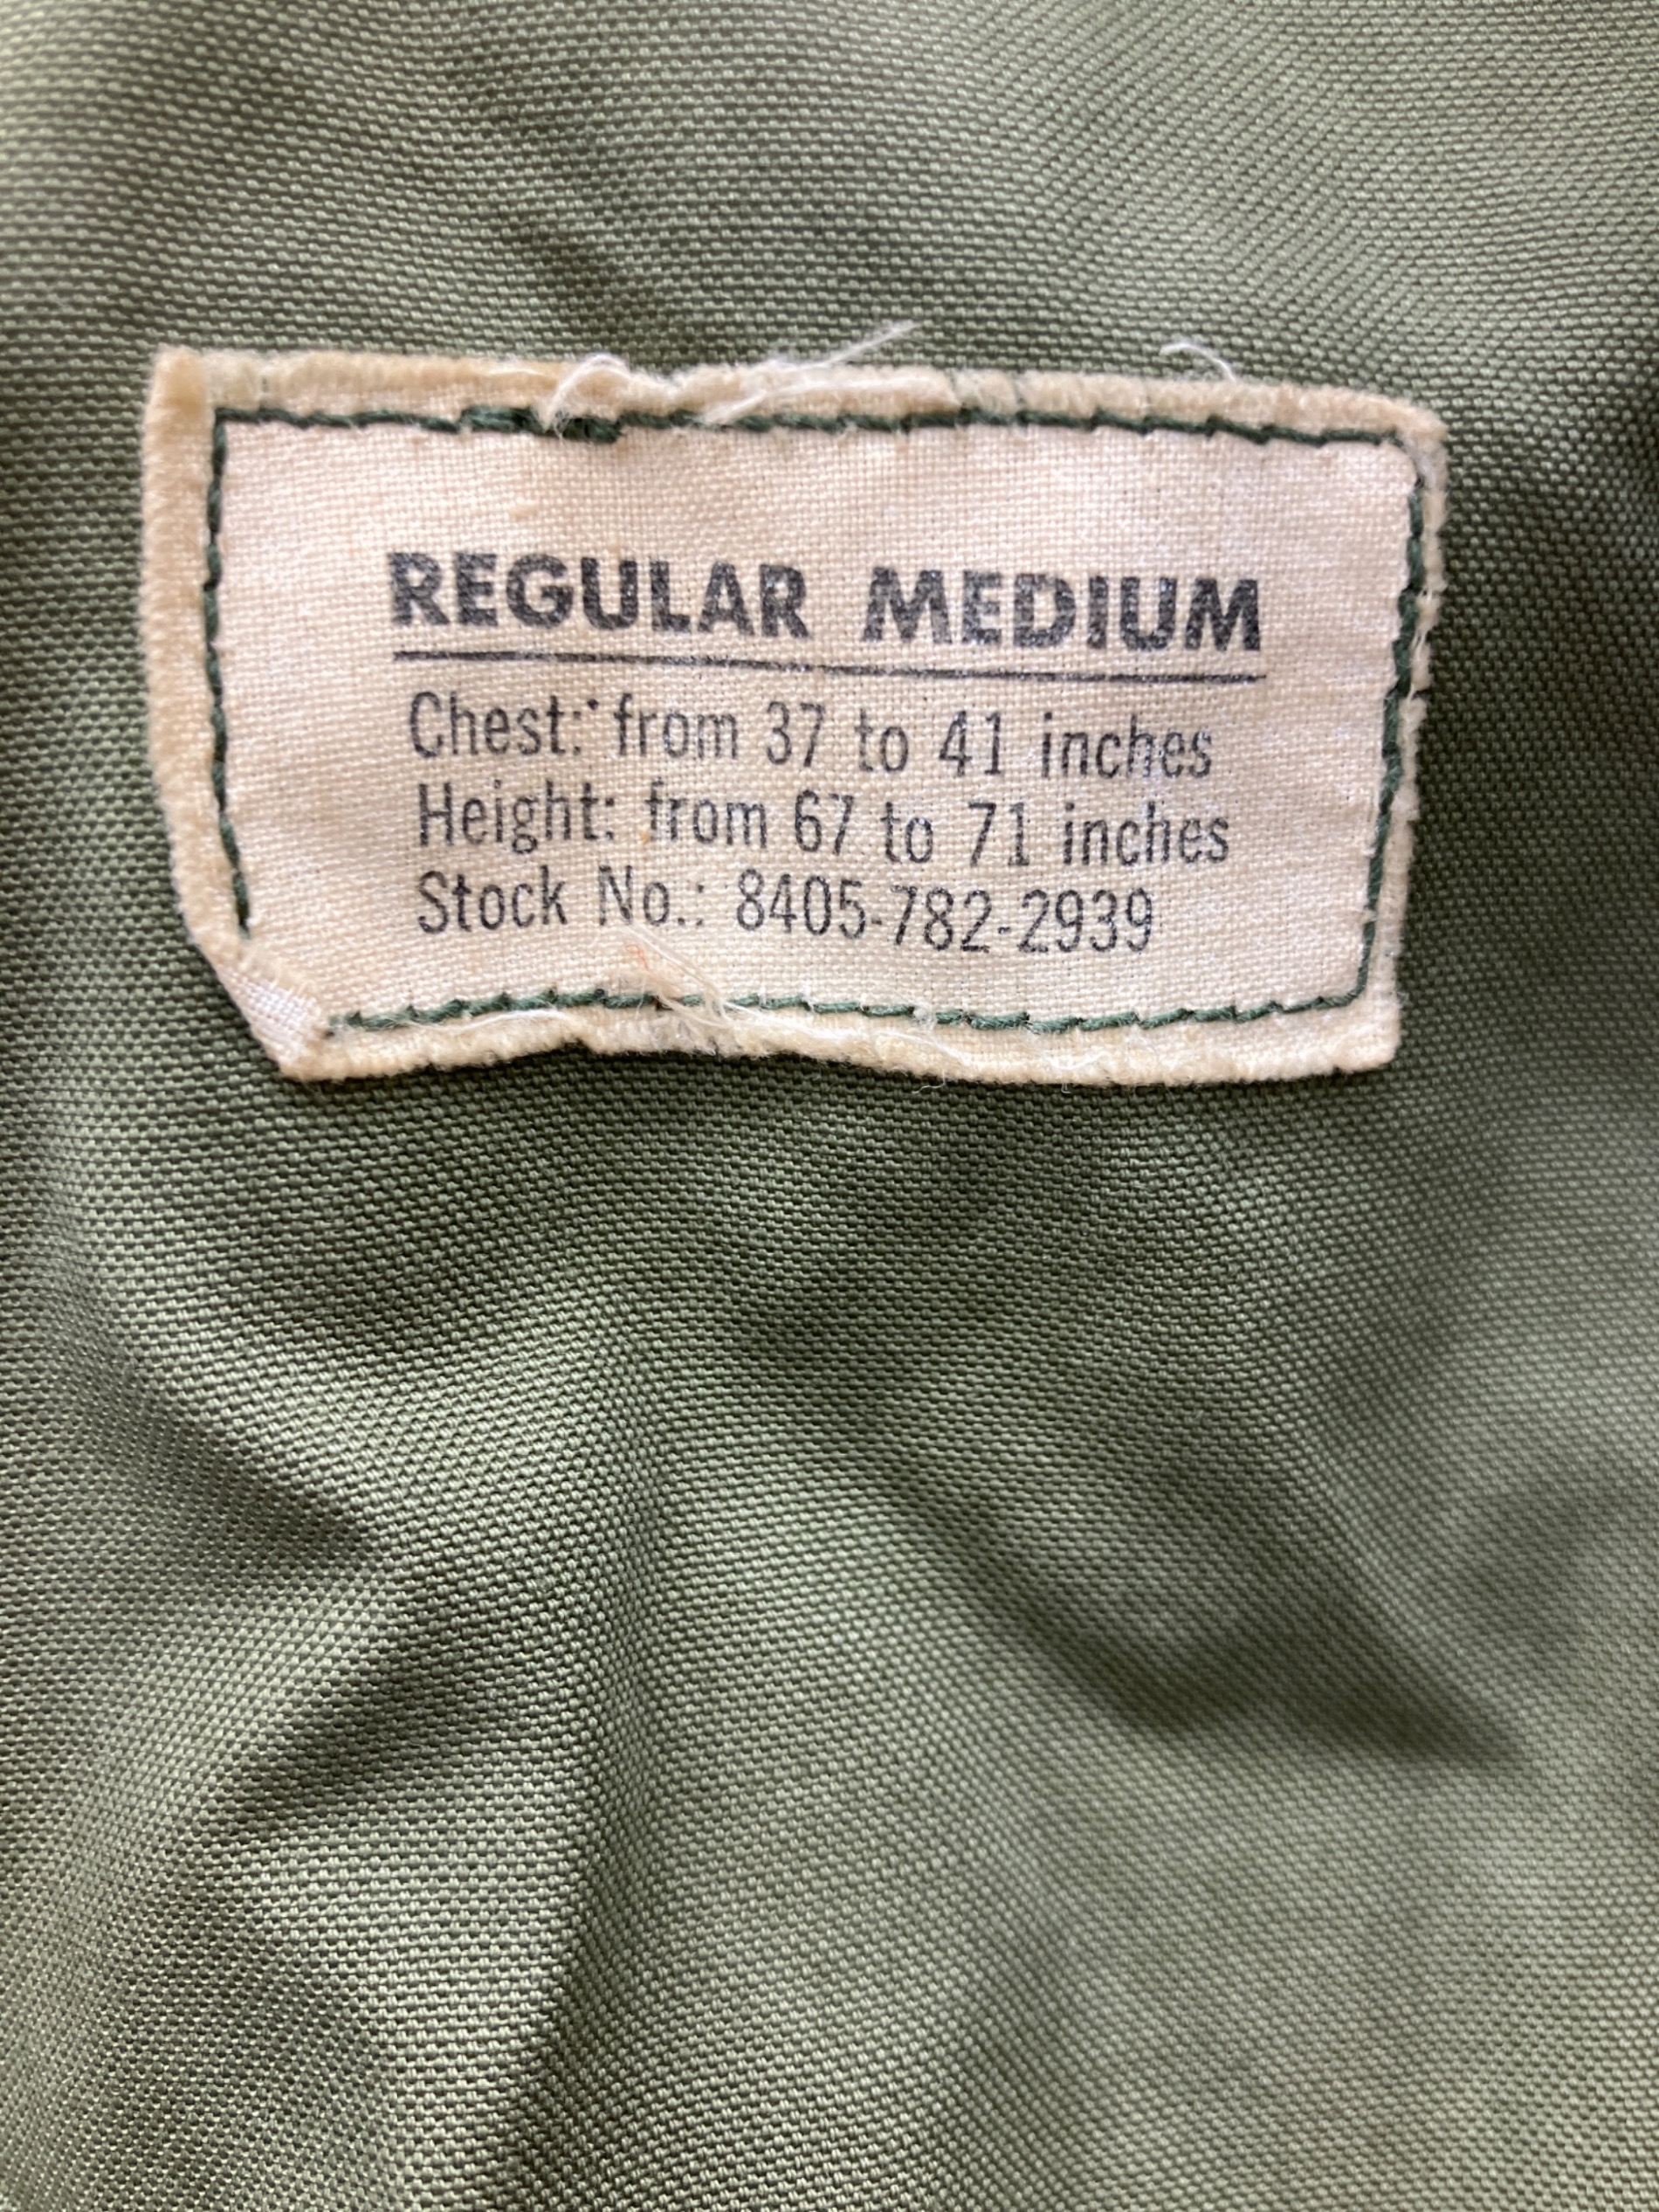 REGULAR MEDIUM
Chest: from 37 to 41 inches
Height: from 67 to 71 inches
Stock No.: 8405-782-2939